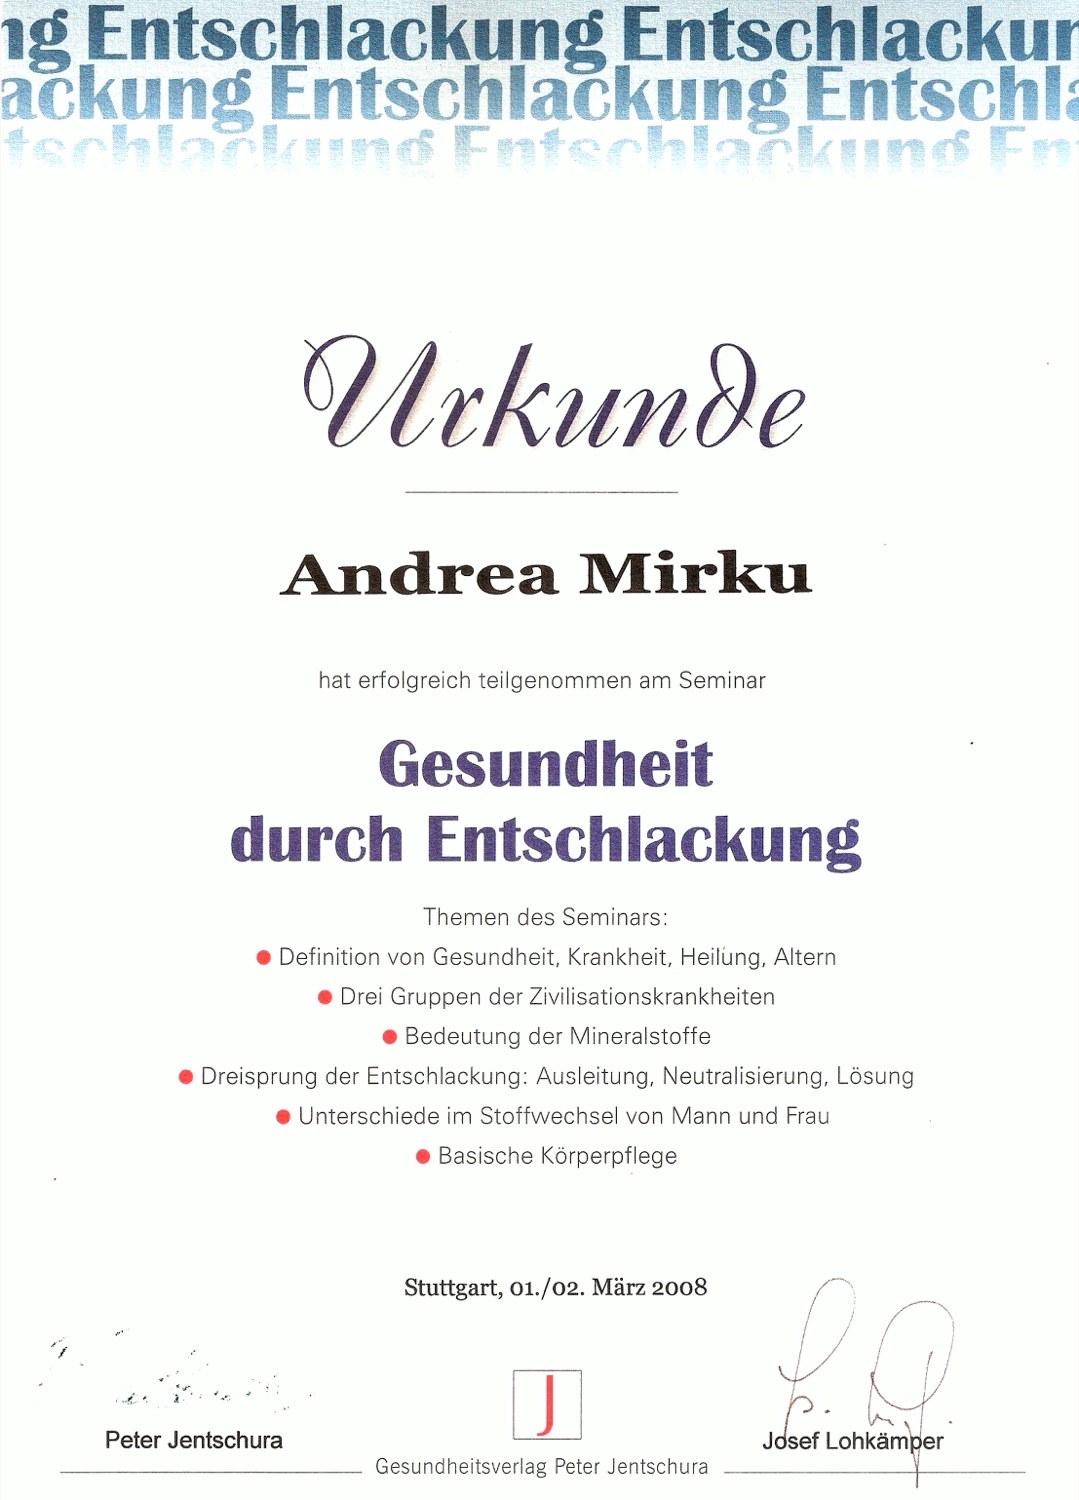 ng Entschlackung Entschlackun
ackung Entschlackung Entschla
tschlackung Entschlackung Ent
Urkunde
Andrea Mirku
hat erfolgreich teilgenommen am Seminar
Gesundheit
durch Entschlackung
Themen des Seminars:
● Definition von Gesundheit, Krankheit, Heilung, Altern
● Drei Gruppen der Zivilisationskrankheiten
● Bedeutung der Mineralstoffe
● Dreisprung der Entschlackung: Ausleitung, Neutralisierung, Lösung
● Unterschiede im Stoffwechsel von Mann und Frau
● Basische Körperpflege
Stuttgart, 01./02. März 2008
J
Peter Jentschura
Josef Lohkämper
Gesundheitsverlag Peter Jentschura